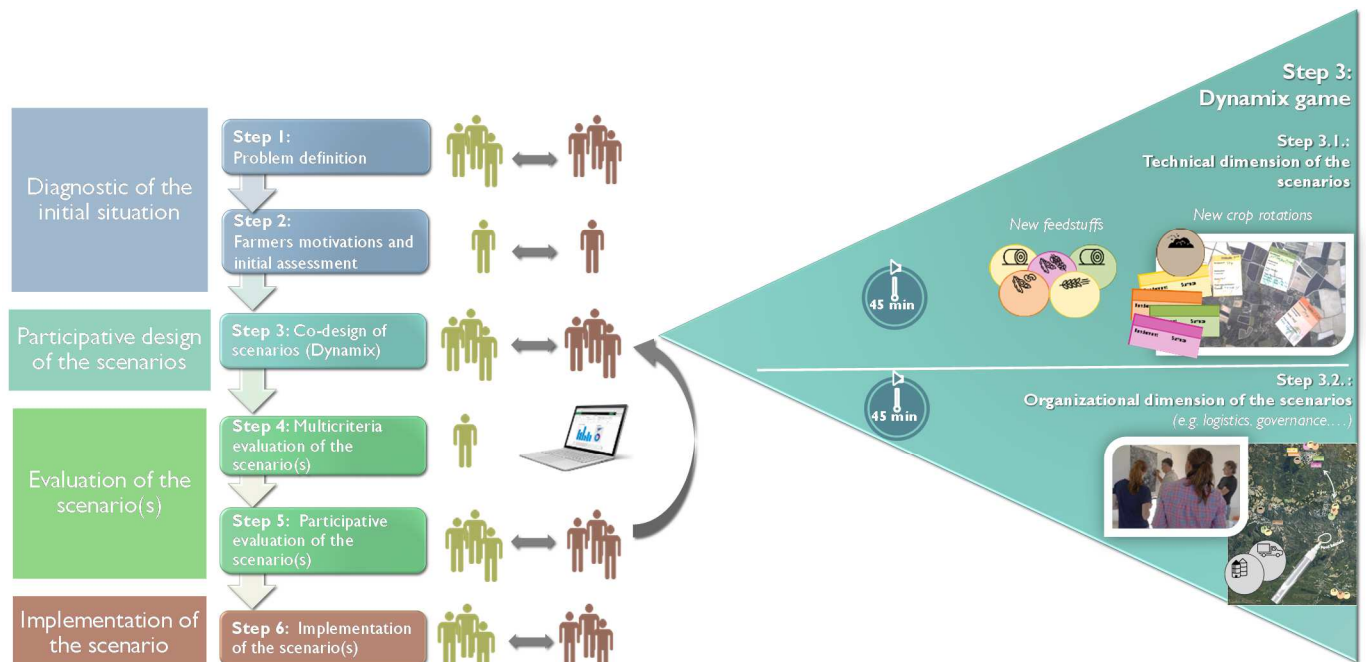 Diagnostic of the
initial situation
Participative design
of the scenarios
Evaluation of the
scenario(s)
Implementation of
the scenario
Step 1:
Problem definition
Step 2:
Farmers motivations and
initial assessment
Step 3: Co-design of
scenarios (Dynamix)
Step 4: Multicriteria
evaluation of the
scenario(s)
Step 5: Participative
evaluation of the
scenario(s)
Step 6: Implementation
of the scenario(s)
Step 3:
Dynamix game
Step 3.1.:
Technical dimension of the
scenarios
New feedstuffs
New crop rotations
45 min
Step 3.2.:
Organizational dimension of the scenarios
(e.g. logistics, governance….)
45 min